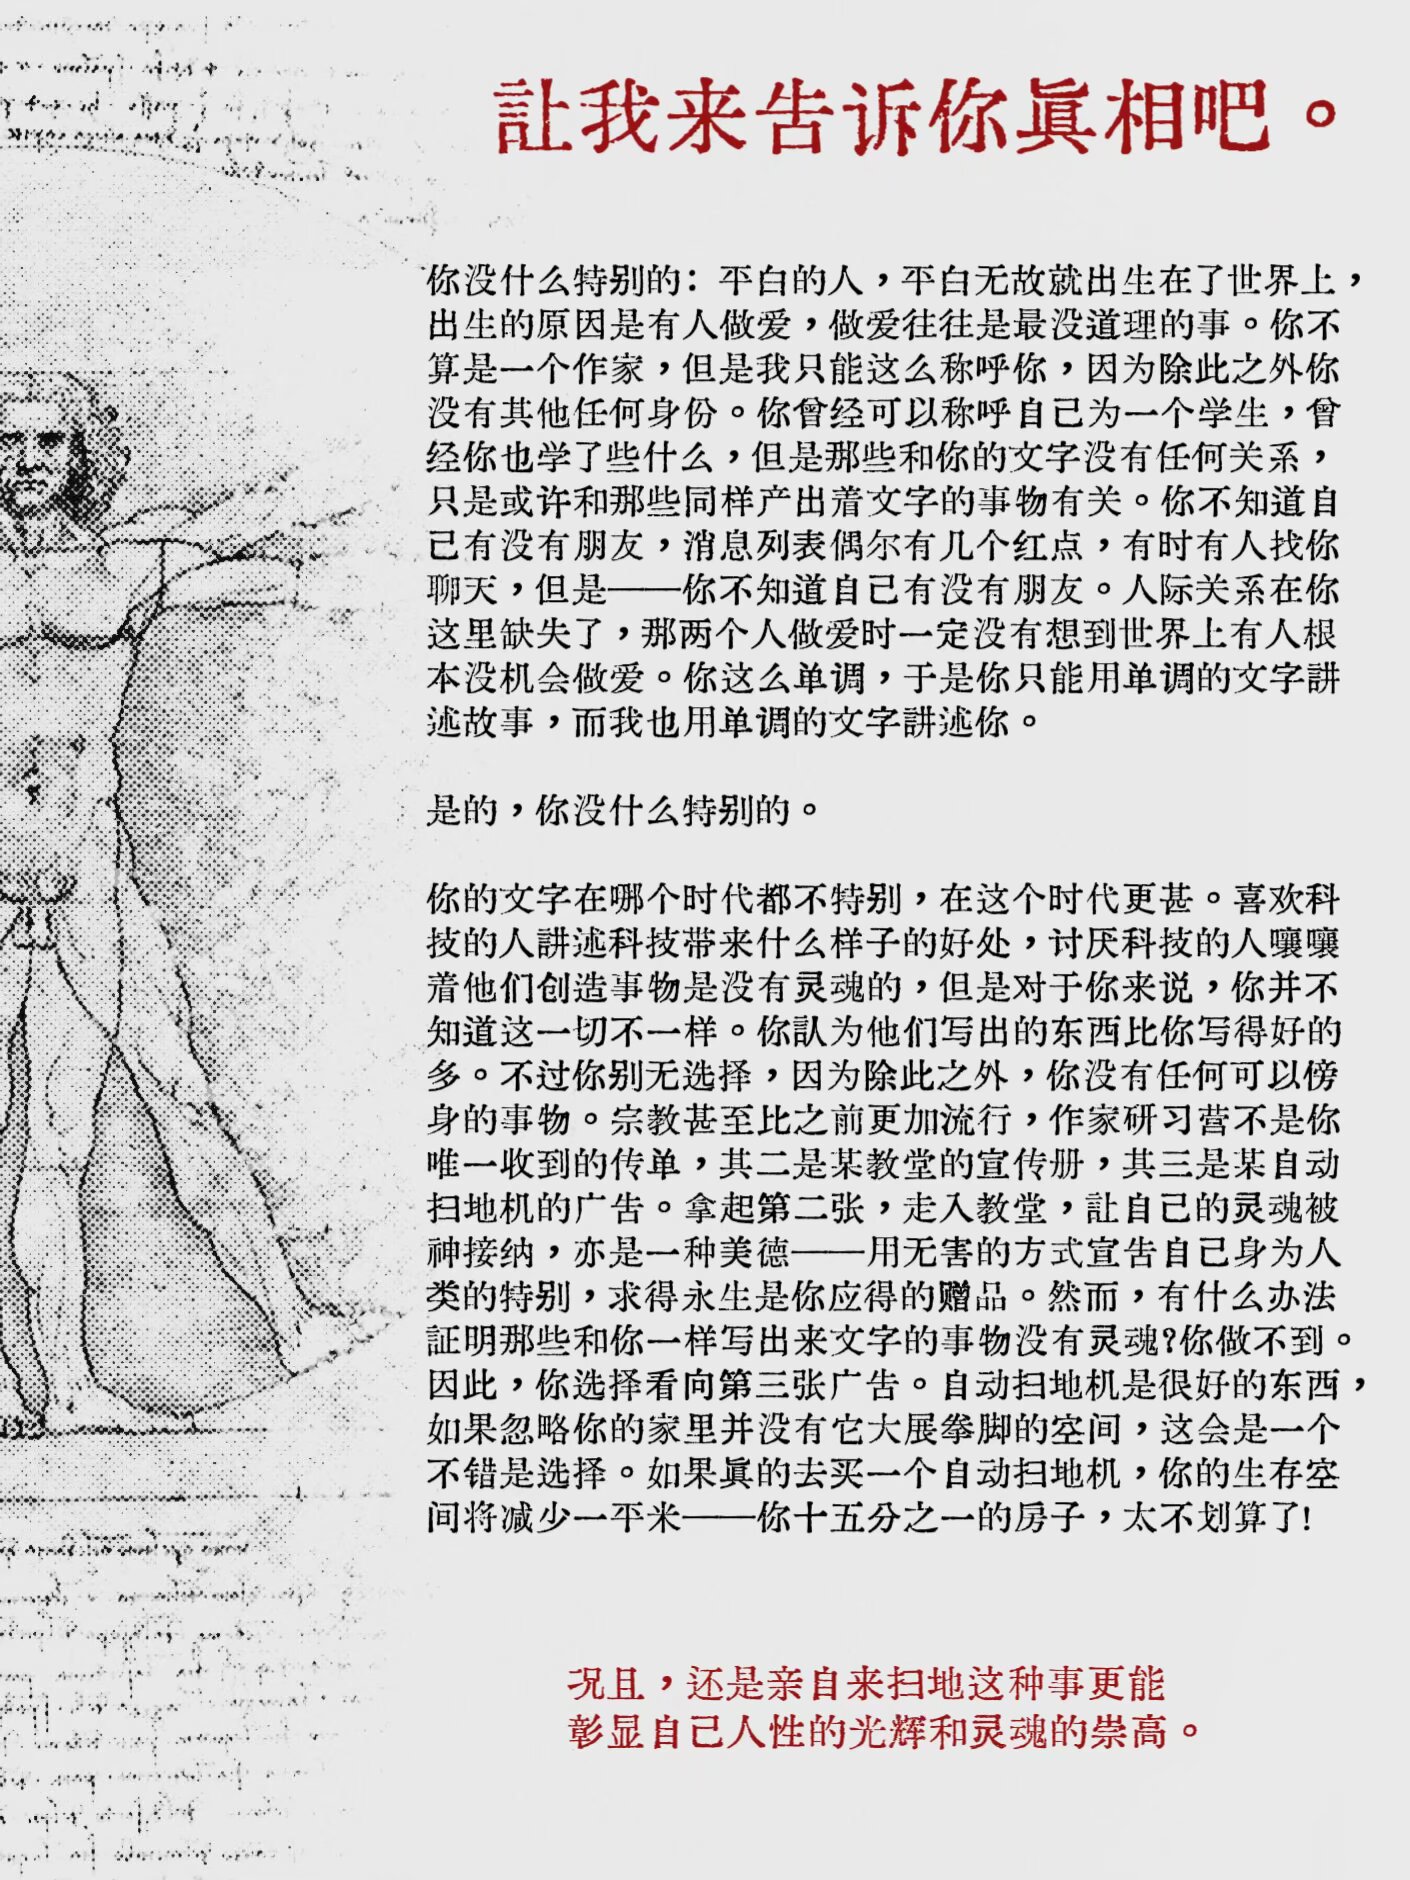 讓我来告诉你眞相吧。
你没什么特别的：平白的人，平白无故就出生在了世界上，
出生的原因是有人做爱，做爱往往是最没道理的事。你不
算是一个作家，但是我只能这么称呼你，因为除此之外你
没有其他任何身份。你曾经可以称呼自己为一个学生，曾
经你也学了些什么，但是那些和你的文字没有任何关系，
只是或许和那些同样产出着文字的事物有关。你不知道自
己有没有朋友，消息列表偶尔有几个红点，有时有人找你
聊天，但是——你不知道自己有没有朋友。人际关系在你
这里缺失了，那两个人做爱时一定没有想到世界上有人根
本没机会做爱。你这么单调，于是你只能用单调的文字講
述故事，而我也用单调的文字講述你。
是的，你没什么特别的。
你的文字在哪个时代都不特别，在这个时代更甚。喜欢科
技的人講述科技带来什么样子的好处，讨厌科技的人嚷嚷
着他们创造事物是没有灵魂的，但是对于你来说，你并不
知道这一切不一样。你認为他们写出的东西比你写得好的
多。不过你别无选择，因为除此之外，你没有任何可以傍
身的事物。宗教甚至比之前更加流行，作家研习营不是你
唯一收到的传单，其二是某教堂的宣传册，其三是某自动
扫地机的广告。拿起第二张，走入教堂，讓自己的灵魂被
神接纳，亦是一种美德——用无害的方式宣告自己身为人
类的特别，求得永生是你应得的赠品。然而，有什么办法
証明那些和你一样写出来文字的事物没有灵魂?你做不到。
因此，你选择看向第三张广告。自动扫地机是很好的东西，
如果忽略你的家里并没有它大展拳脚的空间，这会是一个
不错是选择。如果眞的去买一个自动扫地机，你的生存空
间将减少一平米——你十五分之一的房子，太不划算了!
况且，还是亲自来扫地这种事更能
彰显自己人性的光辉和灵魂的崇高。